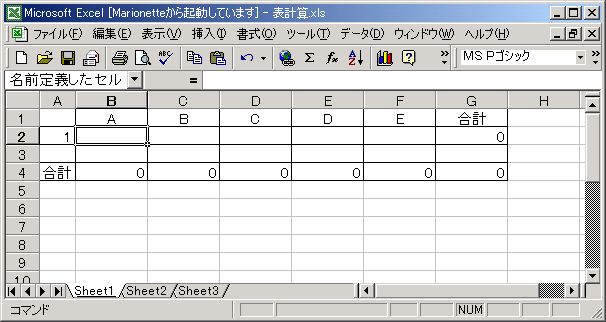 Microsoft Excel [Marionetteから起動しています] - 表計算.xls
ファイル(F) 編集(E) 表示(V) 挿入(I) 書式(O) ツール(T) データ(D) ウィンドウ(W) ヘルプ(H)
ABC Σ fx A Z » MS Pゴシック »
名前定義したセル =
A B C D E F G H
1 A B C D E 合計
2 1 0
3
4 合計 0 0 0 0 0 0
5
6
7
8
9
10
Sheet1 Sheet2 Sheet3
コマンド NUM